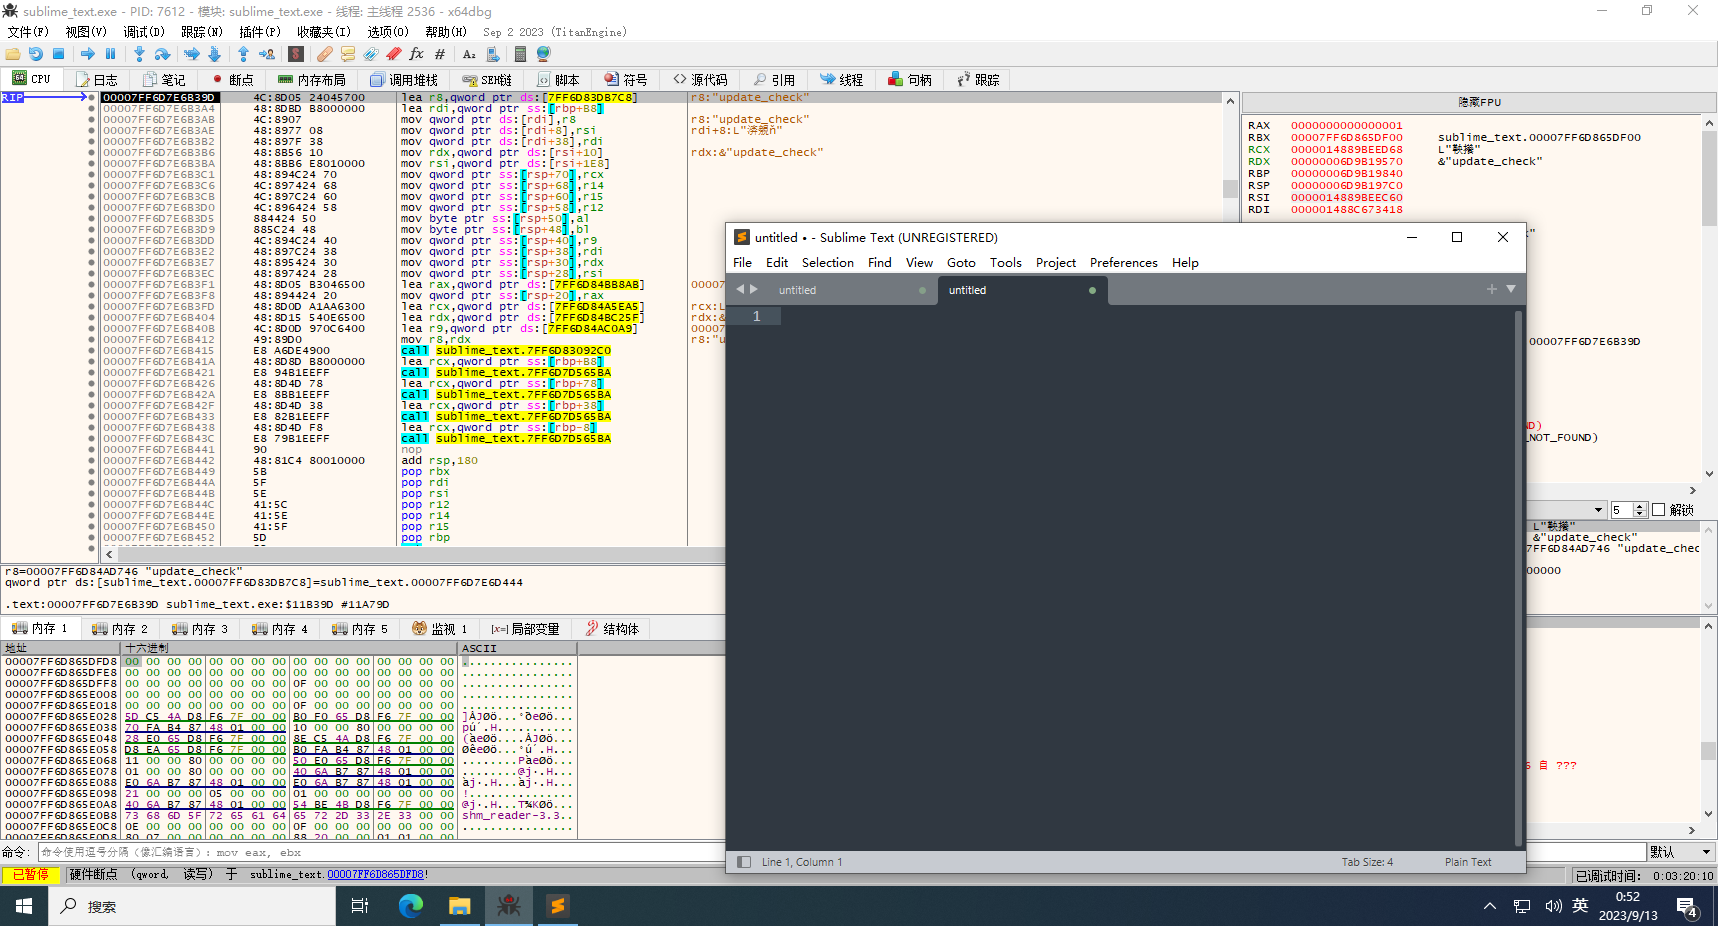 sublime_text.exe - PID: 7612 - 模块: sublime_text.exe - 线程: 主线程 2536 - x64dbg
文件(F) 视图(V) 调试(D) 跟踪(N) 插件(P) 收藏夹(I) 选项(O) 帮助(H) Sep 2 2023 (TitanEngine)
CPU 日志 笔记 断点 内存布局 调用堆栈 SEH链 脚本 符号 源代码 引用 线程 句柄 跟踪
RIP 00007FF6D7E6B39D 4C:8D05 24045700 lea r8,qword ptr ds:[7FF6D83DB7C8] r8:"update_check"
00007FF6D7E6B3A4 48:8DBD B8000000 lea rdi,qword ptr ss:[rbp+B8]
00007FF6D7E6B3AB 4C:8907 mov qword ptr ds:[rdi],r8 r8:"update_check"
00007FF6D7E6B3AE 48:8977 08 mov qword ptr ds:[rdi+8],rsi
00007FF6D7E6B3B2 48:897F 38 mov qword ptr ds:[rdi+38],rdi
00007FF6D7E6B3B6 48:8B56 10 mov rdx,qword ptr ds:[rsi+10] rdx:&"update_check"
00007FF6D7E6B3BA 48:8BB6 E8010000 mov rsi,qword ptr ds:[rsi+1E8]
00007FF6D7E6B3C1 48:894C24 70 mov qword ptr ss:[rsp+70],rcx
00007FF6D7E6B3C6 4C:897424 68 mov qword ptr ss:[rsp+68],r14
00007FF6D7E6B3CB 4C:897C24 60 mov qword ptr ss:[rsp+60],r15
00007FF6D7E6B3D0 4C:896424 58 mov qword ptr ss:[rsp+58],r12
00007FF6D7E6B3D5 884424 50 mov byte ptr ss:[rsp+50],al
00007FF6D7E6B3D9 885C24 48 mov byte ptr ss:[rsp+48],bl
00007FF6D7E6B3DD 4C:894C24 40 mov qword ptr ss:[rsp+40],r9
00007FF6D7E6B3E2 48:897C24 38 mov qword ptr ss:[rsp+38],rdi
00007FF6D7E6B3E7 48:895424 30 mov qword ptr ss:[rsp+30],rdx
00007FF6D7E6B3EC 48:897424 28 mov qword ptr ss:[rsp+28],rsi
00007FF6D7E6B3F1 48:8D05 B3046500 lea rax,qword ptr ds:[7FF6D84BB8AB] 00007
00007FF6D7E6B3F8 48:894424 20 mov qword ptr ss:[rsp+20],rax
00007FF6D7E6B3FD 48:8D0D A1AA6300 lea rcx,qword ptr ds:[7FF6D84A5EA5] rcx:L
00007FF6D7E6B404 48:8D15 540E6500 lea rdx,qword ptr ds:[7FF6D84BC25F] rdx:&
00007FF6D7E6B40B 4C:8D0D 970C6400 lea r9,qword ptr ds:[7FF6D84AC0A9] 00007
00007FF6D7E6B412 49:89D0 mov r8,rdx r8:"u
00007FF6D7E6B415 E8 A6DE4900 call sublime_text.7FF6D83092C0
00007FF6D7E6B41A 48:8D8D B8000000 lea rcx,qword ptr ss:[rbp+B8]
00007FF6D7E6B421 E8 94B1EEFF call sublime_text.7FF6D7D565BA
00007FF6D7E6B426 48:8D4D 78 lea rcx,qword ptr ss:[rbp+78]
00007FF6D7E6B42A E8 8BB1EEFF call sublime_text.7FF6D7D565BA
00007FF6D7E6B42F 48:8D4D 38 lea rcx,qword ptr ss:[rbp+38]
00007FF6D7E6B433 E8 82B1EEFF call sublime_text.7FF6D7D565BA
00007FF6D7E6B438 48:8D4D F8 lea rcx,qword ptr ss:[rbp-8]
00007FF6D7E6B43C E8 79B1EEFF call sublime_text.7FF6D7D565BA
00007FF6D7E6B441 90 nop
00007FF6D7E6B442 48:81C4 80010000 add rsp,180
00007FF6D7E6B449 5B pop rbx
00007FF6D7E6B44A 5F pop rdi
00007FF6D7E6B44B 5E pop rsi
00007FF6D7E6B44C 41:5C pop r12
00007FF6D7E6B44E 41:5E pop r14
00007FF6D7E6B450 41:5F pop r15
00007FF6D7E6B452 5D pop rbp
隐藏FPU
RAX 0000000000000001
RBX 00007FF6D865DF00 sublime_text.00007FF6D865DF00
RCX 0000014889BEED68
RDX 00000006D9B19570 &"update_check"
RBP 00000006D9B19840
RSP 00000006D9B197C0
RSI 0000014889BEEC60
RDI 000001488C673418
00007FF6D7E6B39D
ND)
_NOT_FOUND)
5 解锁
&"update_check"
7FF6D84AD746 "update_chec
00000
6 自 ???
r8=00007FF6D84AD746 "update_check"
qword ptr ds:[sublime_text.00007FF6D83DB7C8]=sublime_text.00007FF6D7E6D444
.text:00007FF6D7E6B39D sublime_text.exe:$11B39D #11A79D
内存 1 内存 2 内存 3 内存 4 内存 5 监视 1 [x=]局部变量 结构体
地址 十六进制 ASCII
00007FF6D865DFD8 00 00 00 00 00 00 00 00 00 00 00 00 00 00 00 00 ................
00007FF6D865DFE8 00 00 00 00 00 00 00 00 00 00 00 00 00 00 00 00 ................
00007FF6D865DFF8 00 00 00 00 00 00 00 00 0F 00 00 00 00 00 00 00 ................
00007FF6D865E008 00 00 00 00 00 00 00 00 00 00 00 00 00 00 00 00 ................
00007FF6D865E018 00 00 00 00 00 00 00 00 0F 00 00 00 00 00 00 00 ................
00007FF6D865E028 5D C5 4A D8 F6 7F 00 00 B0 F0 65 D8 F6 7F 00 00 ]ÅJØö...°ðeØö...
00007FF6D865E038 70 FA B4 87 48 01 00 00 10 00 00 80 00 00 00 00 pú´.H...........
00007FF6D865E048 28 E0 65 D8 F6 7F 00 00 8E C5 4A D8 F6 7F 00 00 (àeØö....ÅJØö...
00007FF6D865E058 D8 EA 65 D8 F6 7F 00 00 B0 FA B4 87 48 01 00 00 ØêeØö...°ú´.H...
00007FF6D865E068 11 00 00 80 00 00 00 00 50 E0 65 D8 F6 7F 00 00 ........PàeØö...
00007FF6D865E078 01 00 00 80 00 00 00 00 40 6A B7 87 48 01 00 00 ........@j·.H...
00007FF6D865E088 E0 6A B7 87 48 01 00 00 E0 6A B7 87 48 01 00 00 àj·.H...àj·.H...
00007FF6D865E098 21 00 00 00 05 00 00 00 01 00 00 00 00 00 00 00 !...............
00007FF6D865E0A8 40 6A B7 87 48 01 00 00 54 BE 4B D8 F6 7F 00 00 @j·.H...T¾KØö...
00007FF6D865E0B8 73 68 6D 5F 72 65 61 64 65 72 2D 33 2E 33 00 00 shm_reader-3.3..
00007FF6D865E0C8 0E 00 00 00 00 00 00 00 0F 00 00 00 00 00 00 00 ................
00007FF6D865E0D8 80 07 00 00 00 00 00 00 88 20 00 00 01 01 00 00
命令: 命令使用逗号分隔（像汇编语言）: mov eax, ebx 默认
已暂停 硬件断点 (qword, 读写) 于 sublime_text.00007FF6D865DFD8! 已调试时间: 0:03:20:10
untitled • - Sublime Text (UNREGISTERED)
File Edit Selection Find View Goto Tools Project Preferences Help
untitled untitled
1
Line 1, Column 1 Tab Size: 4 Plain Text
搜索
英
0:52
2023/9/13
4